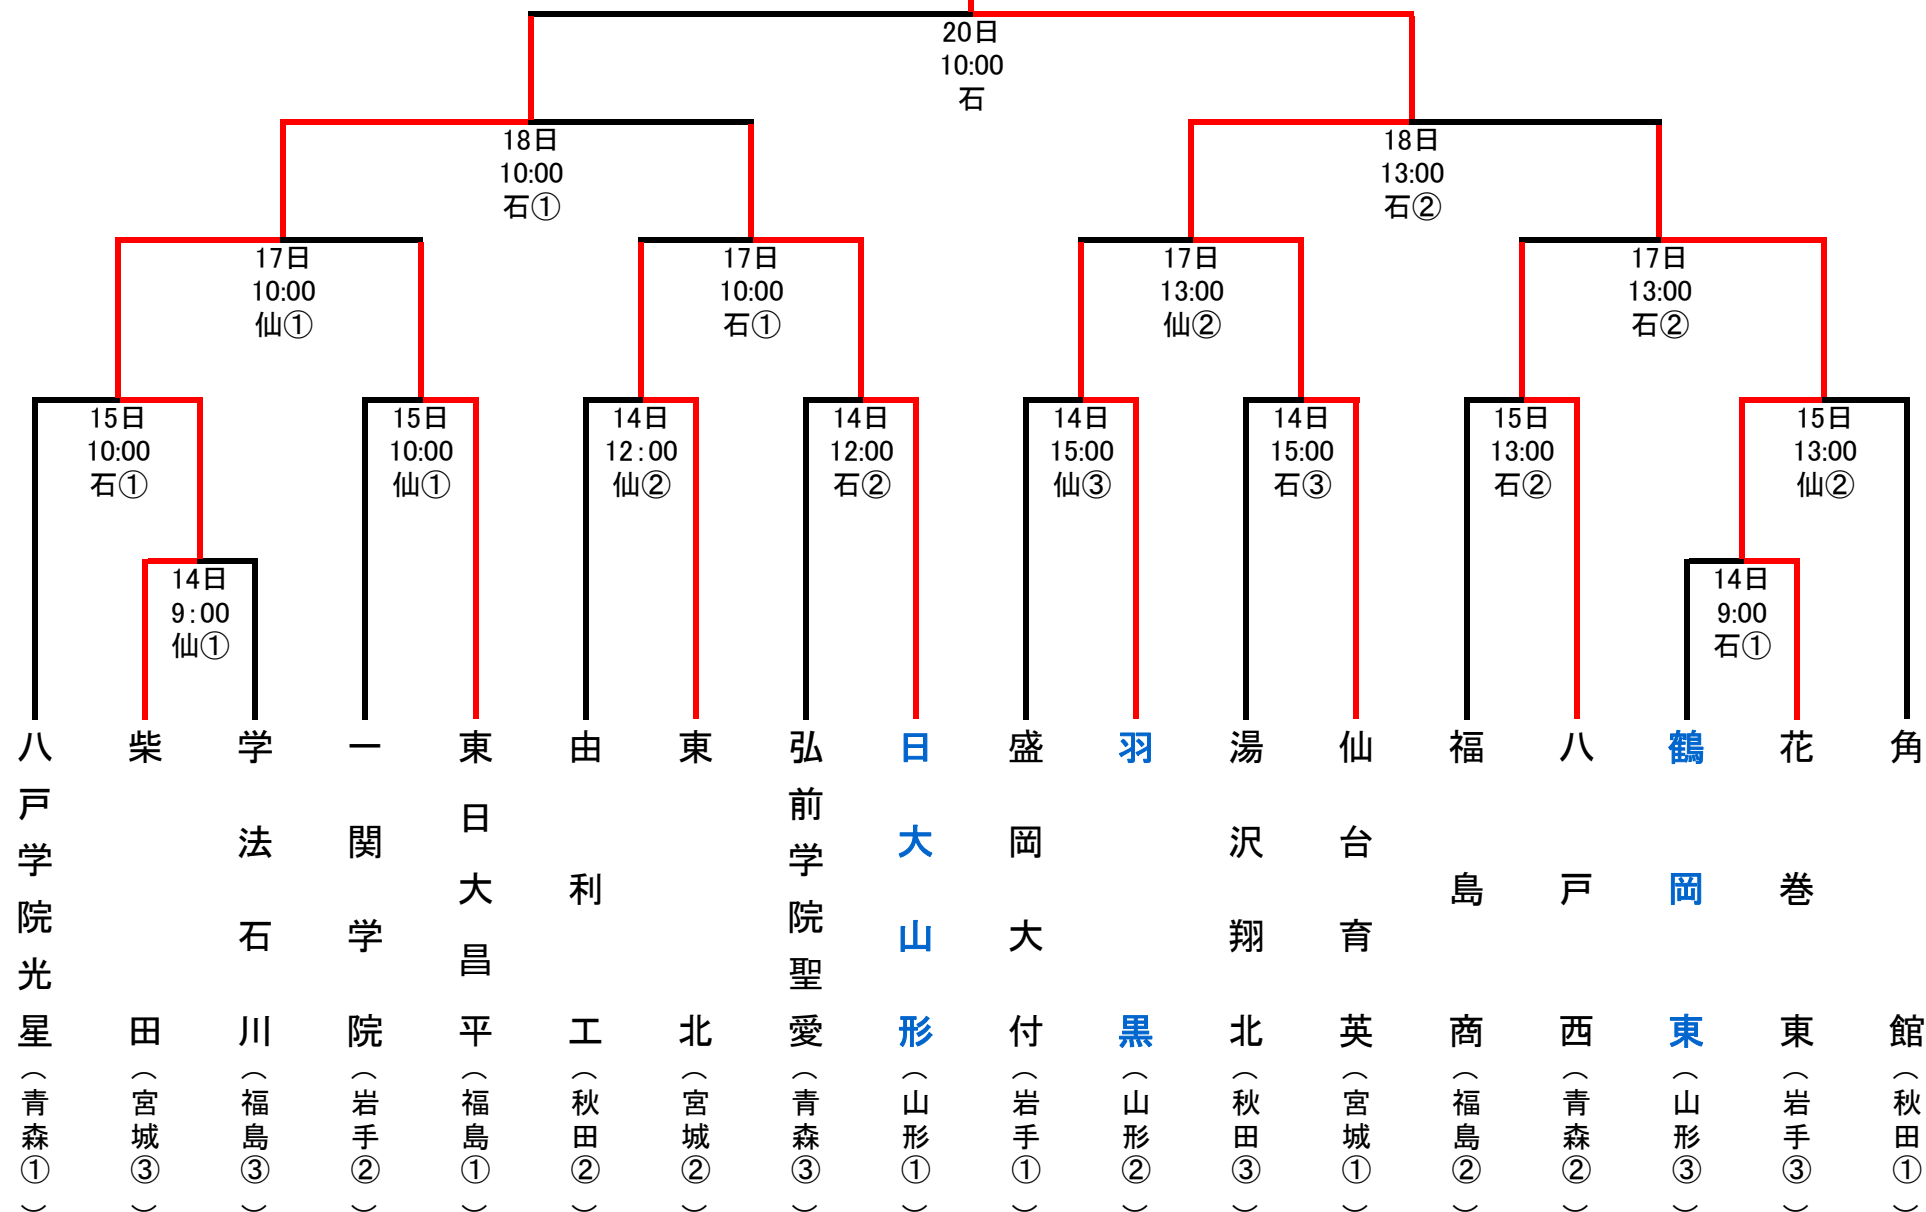 20日
10:00
石
18日
10:00
石①
18日
13:00
石②
17日
10:00
仙①
17日
10:00
石①
17日
13:00
仙②
17日
13:00
石②
15日
10:00
石①
15日
10:00
仙①
14日
12:00
仙②
14日
12:00
石②
14日
15:00
仙③
14日
15:00
石③
15日
13:00
石②
15日
13:00
仙②
14日
9:00
仙①
14日
9:00
石①
八戸学院光星（青森①）
柴田（宮城③）
学法石川（福島③）
一関学院（岩手②）
東日大昌平（福島①）
由利工（秋田②）
東北（宮城②）
弘前学院聖愛（青森③）
日大山形（山形①）
盛岡大付（岩手①）
羽黒（山形②）
湯沢翔北（秋田③）
仙台育英（宮城①）
福島商（福島②）
八戸西（青森②）
鶴岡東（山形③）
花巻東（岩手③）
角館（秋田①）